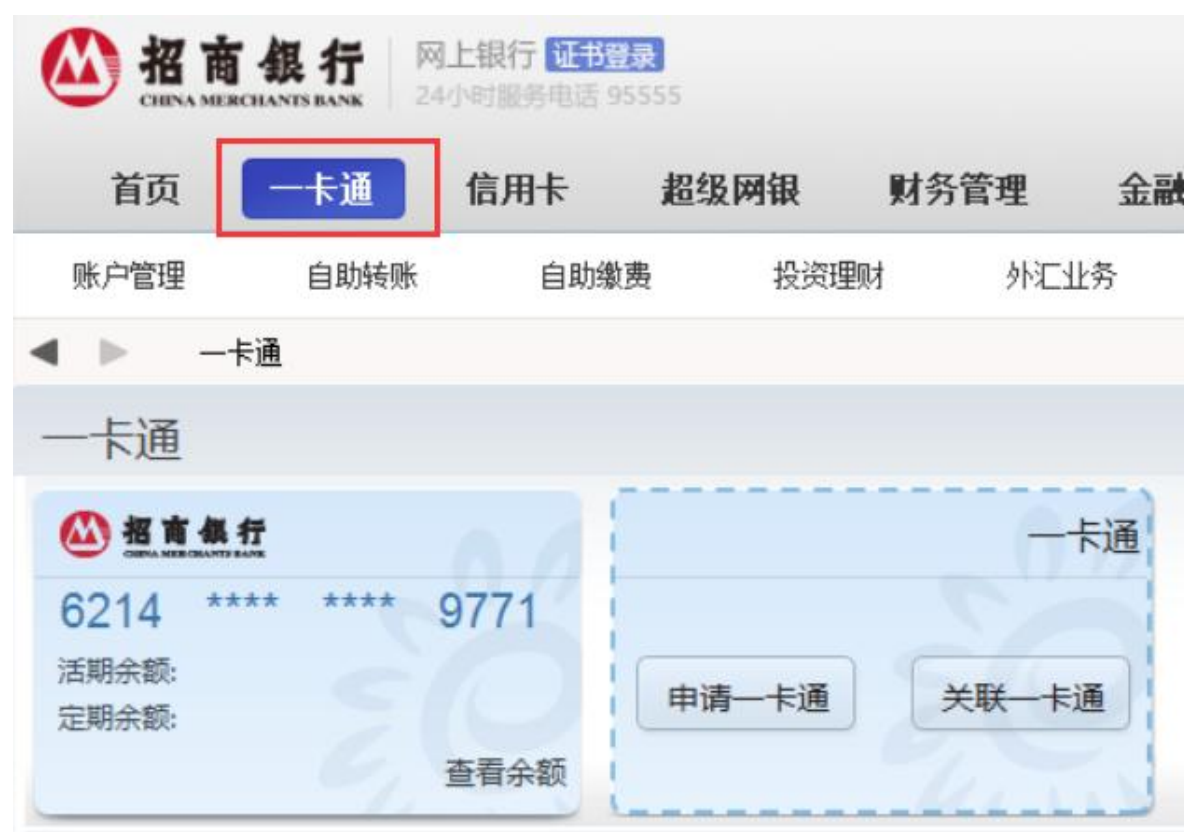 招商银行 网上银行 证书登录
CHINA MERCHANTS BANK 24小时服务电话 95555
首页 一卡通 信用卡 超级网银 财务管理 金融
账户管理 自助转账 自助缴费 投资理财 外汇业务
一卡通
一卡通
招商银行
CHINA MERCHANTS BANK
6214 **** **** 9771
活期余额:
定期余额:
查看余额
一卡通
申请一卡通 关联一卡通